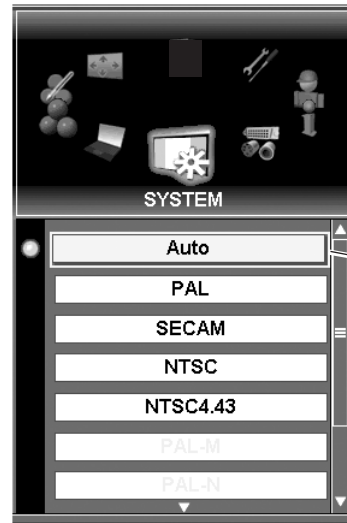 SYSTEM
Auto
PAL
SECAM
NTSC
NTSC4.43
PAL-M
PAL-N